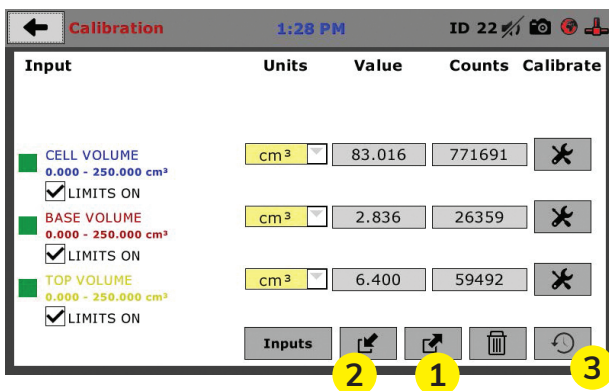 Calibration 1:28 PM ID 22
Input Units Value Counts Calibrate
CELL VOLUME cm³ 83.016 771691
0.000 - 250.000 cm³
LIMITS ON
BASE VOLUME cm³ 2.836 26359
0.000 - 250.000 cm³
LIMITS ON
TOP VOLUME cm³ 6.400 59492
0.000 - 250.000 cm³
LIMITS ON
Inputs
2 1 3